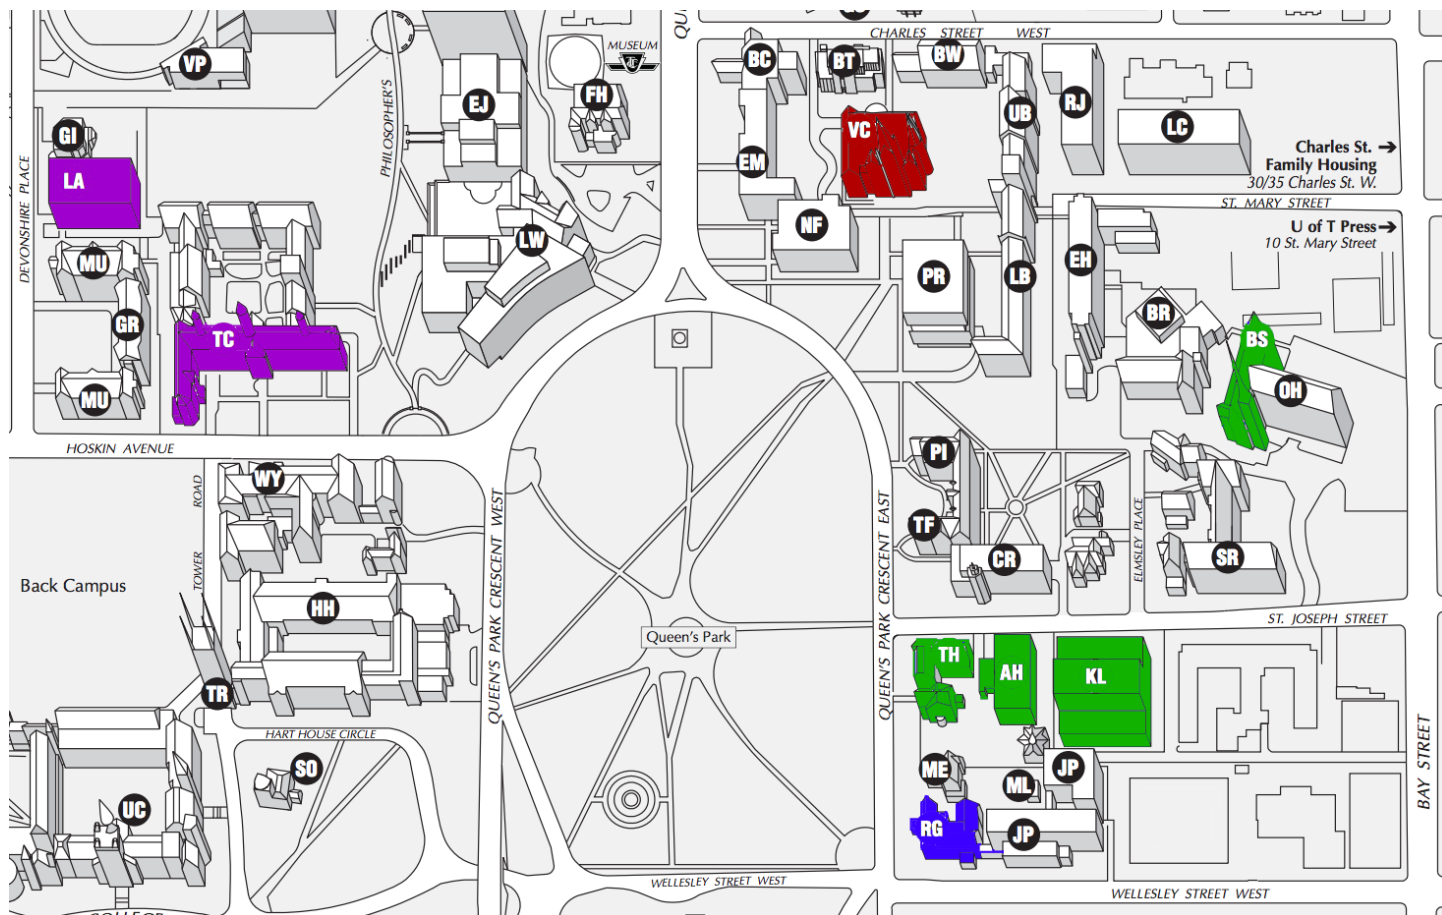 QU
CHARLES STREET WEST
MUSEUM
VP
BC
BT
BW
EJ
FH
UB
RJ
LC
PHILOSOPHER'S
GI
VC
LA
EM
Charles St.
Family Housing
30/35 Charles St. W.
DEVONSHIRE PLACE
ST. MARY STREET
U of T Press
10 St. Mary Street
NF
LW
MU
EH
PR
LB
GR
TC
BR
BS
OH
MU
HOSKIN AVENUE
PI
WY
TOWER ROAD
QUEEN'S PARK CRESCENT WEST
QUEEN'S PARK CRESCENT EAST
TF
CR
ELMSLEY PLACE
SR
Back Campus
HH
Queen's Park
ST. JOSEPH STREET
TH
AH
KL
TR
HART HOUSE CIRCLE
SO
ME
ML
JP
BAY STREET
UC
RG
JP
WELLESLEY STREET WEST
WELLESLEY STREET WEST
COLLEGE